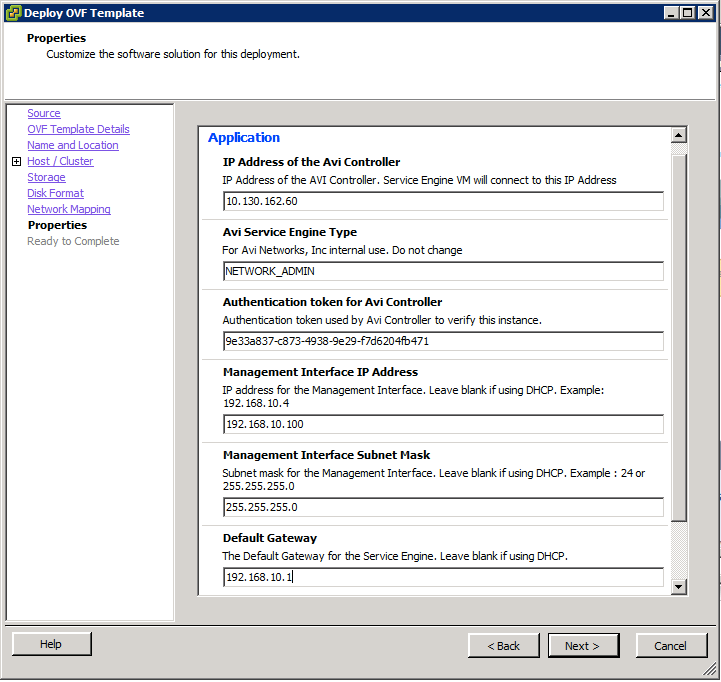 Deploy OVF Template
Properties
Customize the software solution for this deployment.
Source
OVF Template Details
Name and Location
Host / Cluster
Storage
Disk Format
Network Mapping
Properties
Ready to Complete
Application
IP Address of the Avi Controller
IP Address of the AVI Controller. Service Engine VM will connect to this IP Address
10.130.162.60
Avi Service Engine Type
For Avi Networks, Inc internal use. Do not change
NETWORK_ADMIN
Authentication token for Avi Controller
Authentication token used by Avi Controller to verify this instance.
9e33a837-c873-4938-9e29-f7d6204fb471
Management Interface IP Address
IP address for the Management Interface. Leave blank if using DHCP. Example:
192.168.10.4
192.168.10.100
Management Interface Subnet Mask
Subnet mask for the Management Interface. Leave blank if using DHCP. Example : 24 or
255.255.255.0
255.255.255.0
Default Gateway
The Default Gateway for the Service Engine. Leave blank if using DHCP.
192.168.10.1
Help
< Back
Next >
Cancel